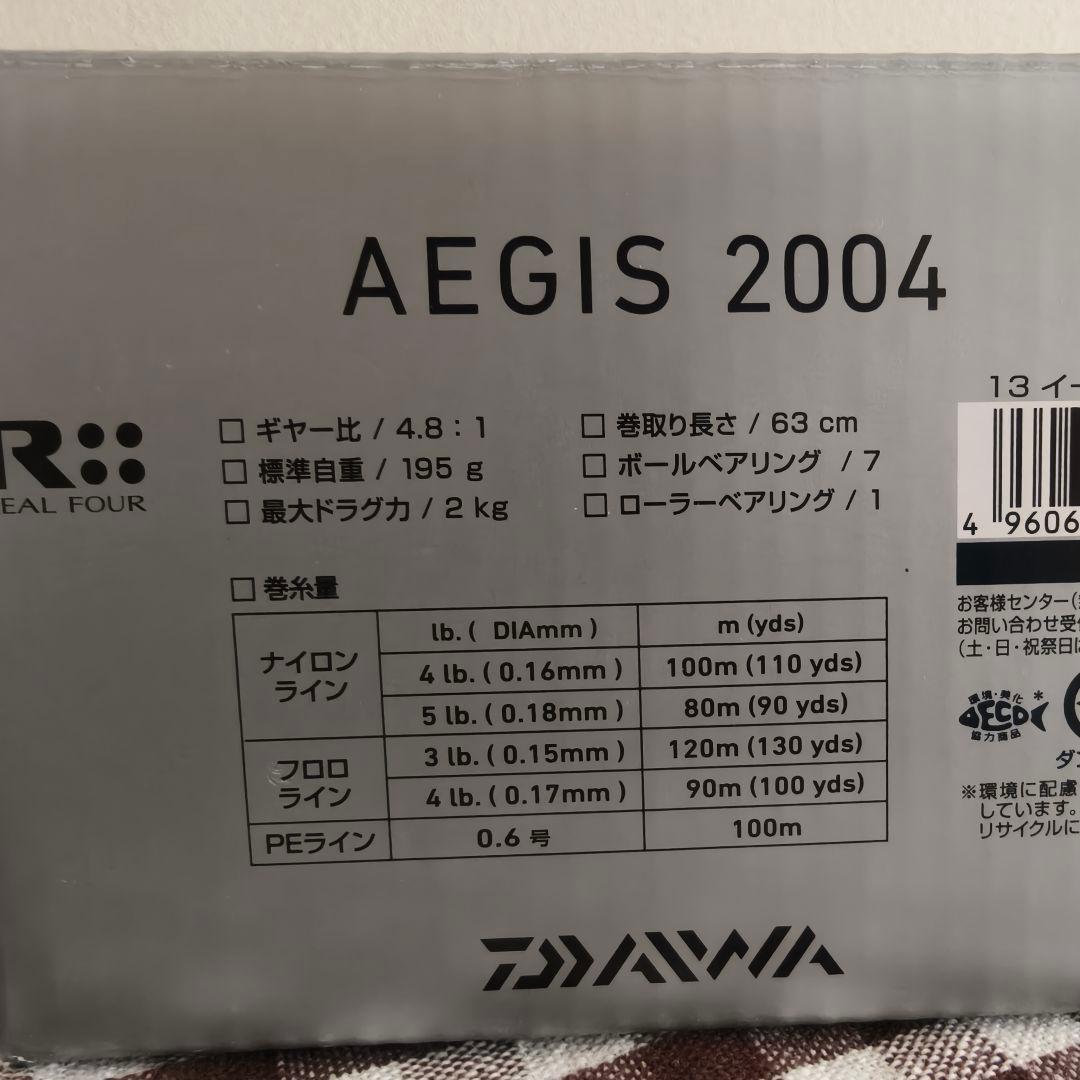 AEGIS 2004
R
EAL FOUR
□ ギヤー比 / 4.8 : 1
□ 標準自重 / 195 g
□ 最大ドラグ力 / 2 kg
□ 巻取り長さ / 63 cm
□ ボールベアリング / 7
□ ローラーベアリング / 1
□ 巻糸量
lb. ( DIAmm ) m (yds)
ナイロン
ライン
4 lb. ( 0.16mm ) 100m (110 yds)
5 lb. ( 0.18mm ) 80m (90 yds)
フロロ
ライン
3 lb. ( 0.15mm ) 120m (130 yds)
4 lb. ( 0.17mm ) 90m (100 yds)
PEライン 0.6 号 100m
DAIWA
13 イー
4 9606
お客様センター(
お問い合わせ受
(土・日・祝祭日
環境・美化
DECO
協力商品
*
ダ
※環境に配慮
しています。
リサイクルに